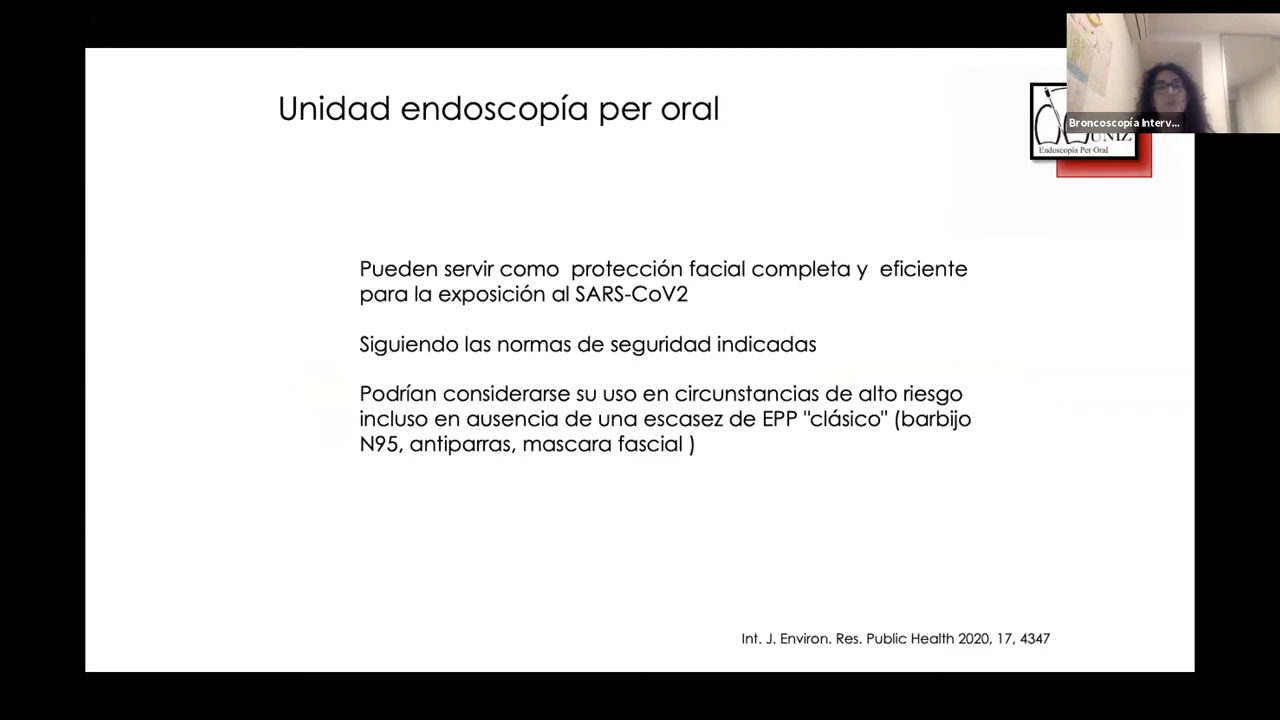 Unidad endoscopía per oral
Broncoscopía Interv...
UNIZ
Endoscopía Per Oral
Pueden servir como protección facial completa y eficiente
para la exposición al SARS-CoV2
Siguiendo las normas de seguridad indicadas
Podrían considerarse su uso en circunstancias de alto riesgo
incluso en ausencia de una escasez de EPP "clásico" (barbijo
N95, antiparras, mascara fascial )
Int. J. Environ. Res. Public Health 2020, 17, 4347